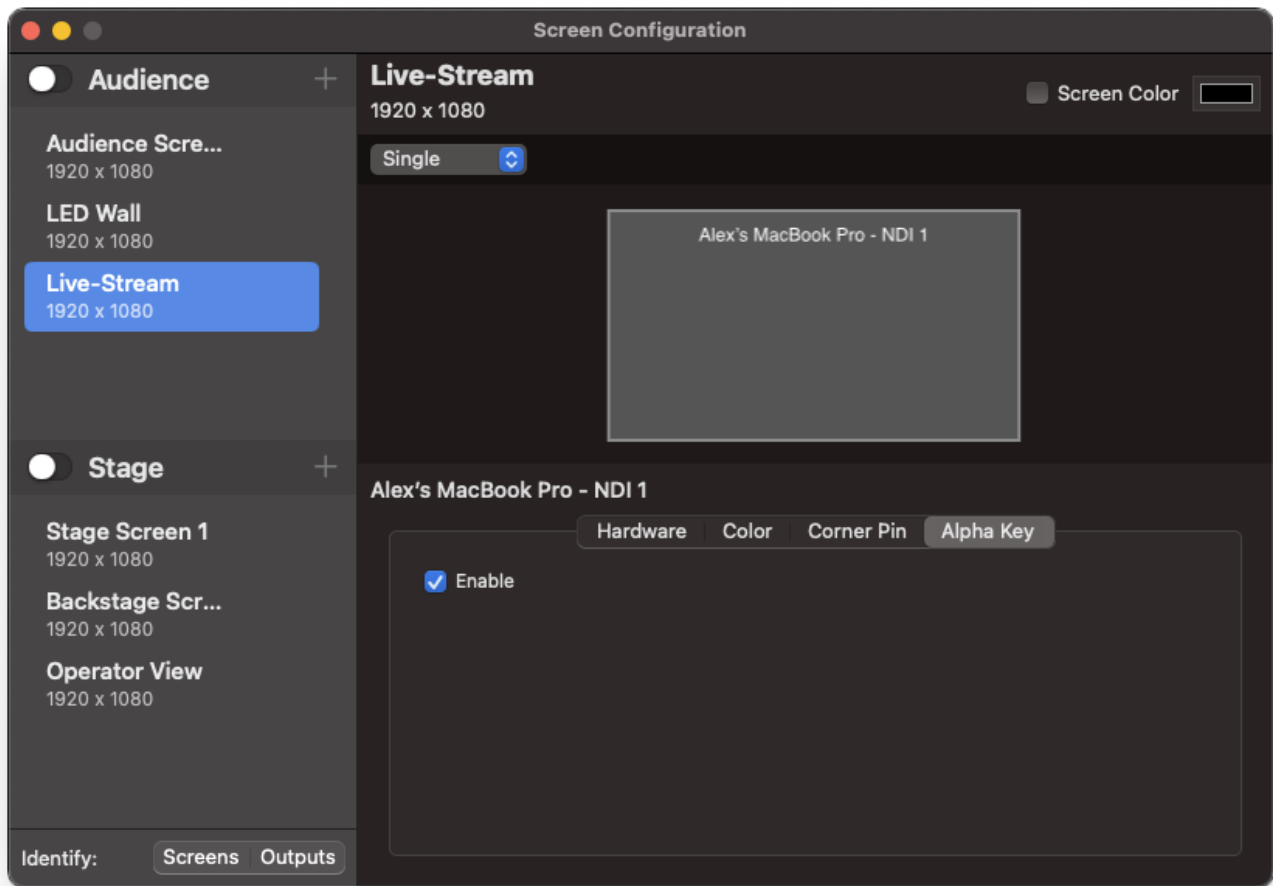 Screen Configuration
Audience
Audience Scre...
1920 x 1080
LED Wall
1920 x 1080
Live-Stream
1920 x 1080
Stage
Stage Screen 1
1920 x 1080
Backstage Scr...
1920 x 1080
Operator View
1920 x 1080
Identify: Screens Outputs
Live-Stream
1920 x 1080
Screen Color
Single
Alex's MacBook Pro - NDI 1
Alex's MacBook Pro - NDI 1
Hardware Color Corner Pin Alpha Key
Enable